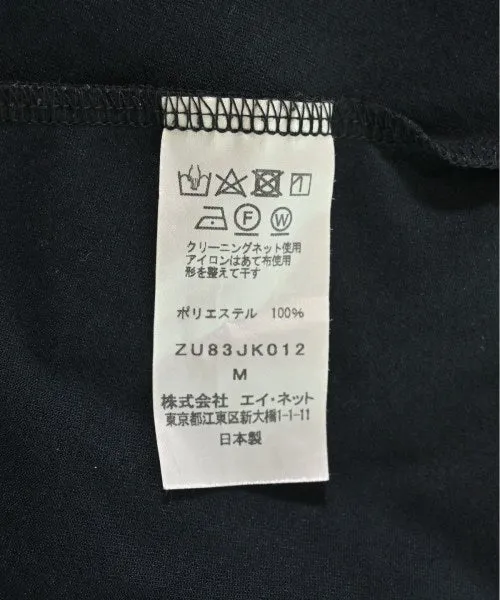 F W
クリーニングネット使用
アイロンはあて布使用
形を整えて干す
ポリエステル 100%
ZU83JK012
M
株式会社 エイ・ネット
東京都江東区新大橋1-1-11
日本製